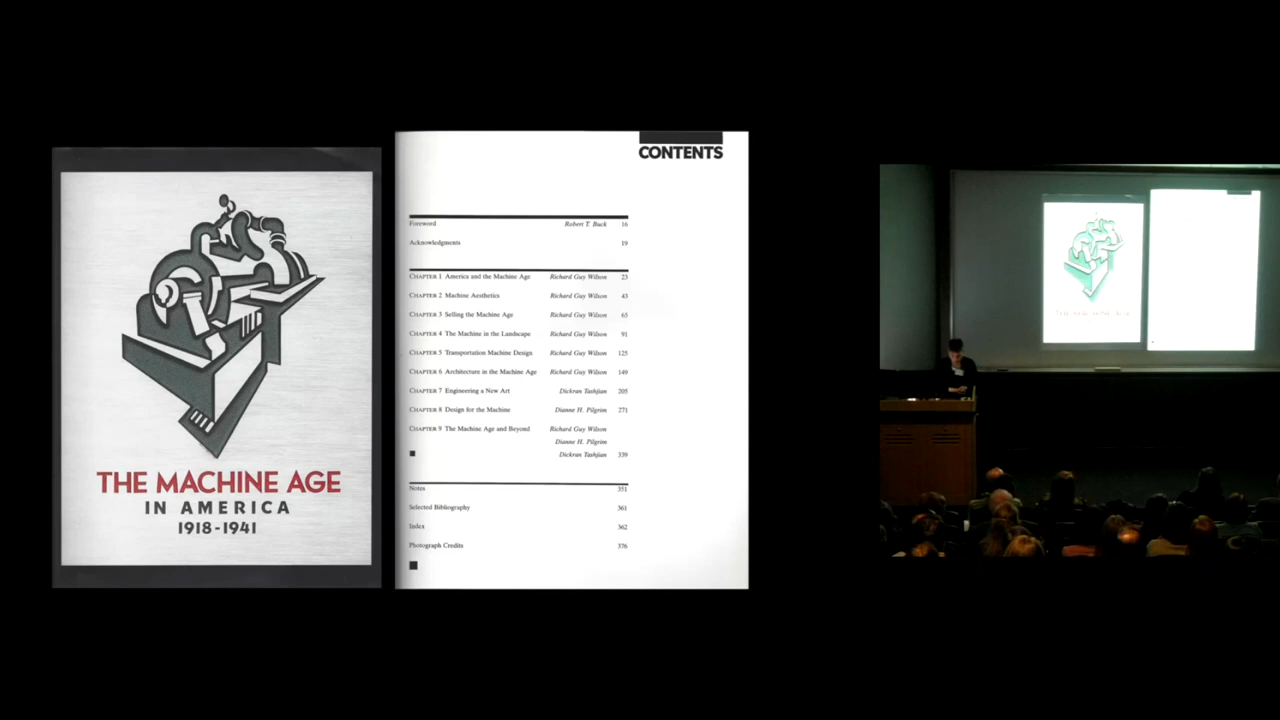 THE MACHINE AGE
IN AMERICA
1918-1941
CONTENTS
Foreword Robert T. Buck 16
Acknowledgments 19
CHAPTER 1 America and the Machine Age Richard Guy Wilson 23
CHAPTER 2 Machine Aesthetics Richard Guy Wilson 43
CHAPTER 3 Selling the Machine Age Richard Guy Wilson 65
CHAPTER 4 The Machine in the Landscape Richard Guy Wilson 91
CHAPTER 5 Transportation Machine Design Richard Guy Wilson 125
CHAPTER 6 Architecture in the Machine Age Richard Guy Wilson 149
CHAPTER 7 Engineering a New Art Dickran Tashjian 205
CHAPTER 8 Design for the Machine Dianne H. Pilgrim 271
CHAPTER 9 The Machine Age and Beyond Richard Guy Wilson
Dianne H. Pilgrim
Dickran Tashjian 339
Notes 351
Selected Bibliography 361
Index 362
Photograph Credits 376
THE MACHINE AGE